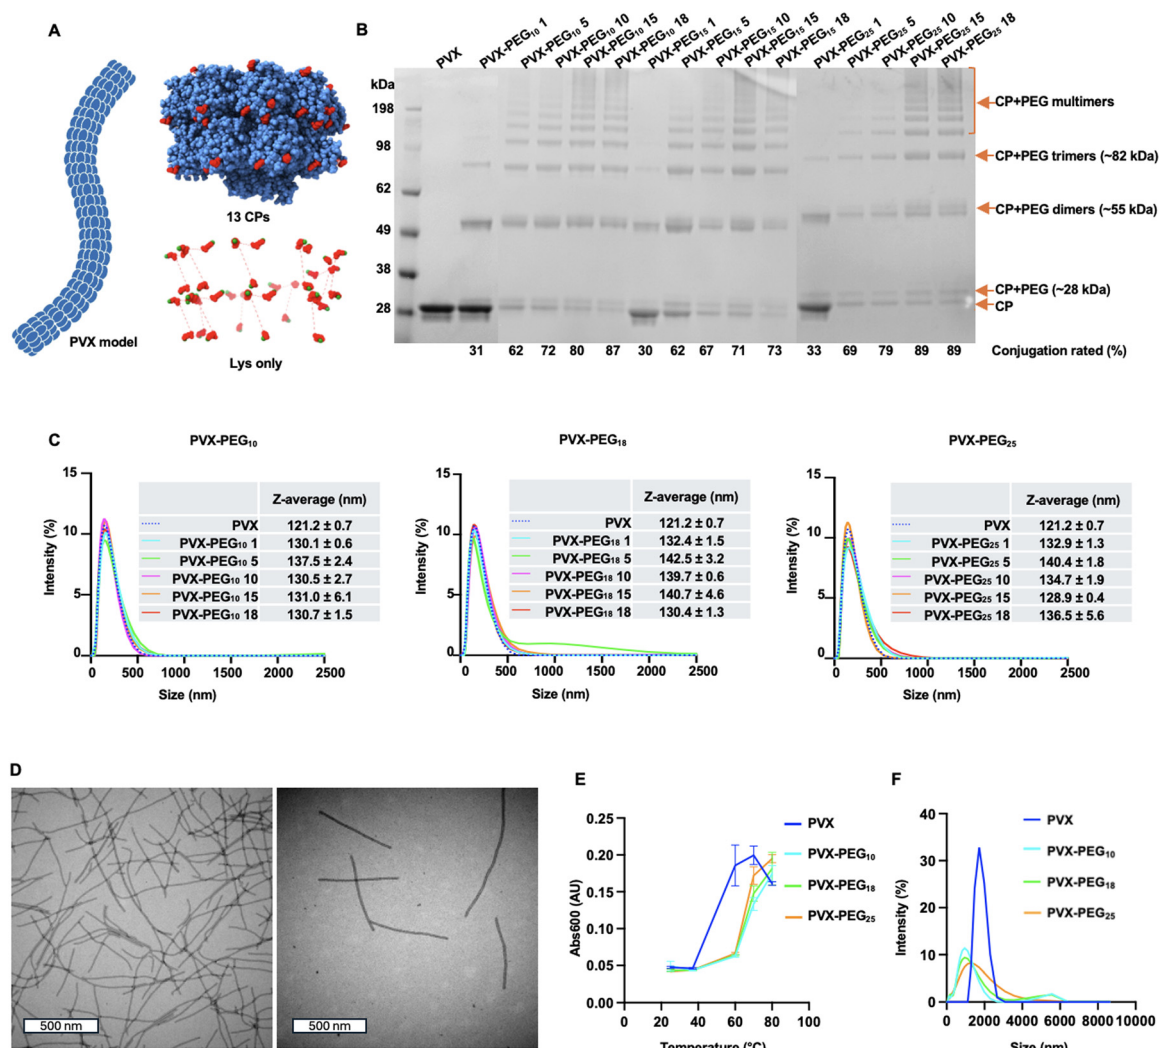 A
13 CPs
PVX model
Lys only
B
PVX
PVX-PEG₁₀ 1
PVX-PEG₁₀ 5
PVX-PEG₁₀ 10
PVX-PEG₁₀ 15
PVX-PEG₁₀ 18
PVX-PEG₁₅ 1
PVX-PEG₁₅ 5
PVX-PEG₁₅ 10
PVX-PEG₁₅ 15
PVX-PEG₁₅ 18
PVX-PEG₂₅ 1
PVX-PEG₂₅ 5
PVX-PEG₂₅ 10
PVX-PEG₂₅ 15
PVX-PEG₂₅ 18
kDa
198
98
62
49
38
28
CP+PEG multimers
CP+PEG trimers (~82 kDa)
CP+PEG dimers (~55 kDa)
CP+PEG (~28 kDa)
CP
31 62 72 80 87 30 62 67 71 73 33 69 79 89 89 Conjugation rated (%)
C
PVX-PEG₁₀
Intensity (%)
15
10
5
0
0 500 1000 1500 2000 2500
Size (nm)
Z-average (nm)
PVX 121.2 ± 0.7
PVX-PEG₁₀ 1 130.1 ± 0.6
PVX-PEG₁₀ 5 137.5 ± 2.4
PVX-PEG₁₀ 10 130.5 ± 2.7
PVX-PEG₁₀ 15 131.0 ± 6.1
PVX-PEG₁₀ 18 130.7 ± 1.5
PVX-PEG₁₈
Intensity (%)
15
10
5
0
0 500 1000 1500 2000 2500
Size (nm)
Z-average (nm)
PVX 121.2 ± 0.7
PVX-PEG₁₈ 1 132.4 ± 1.5
PVX-PEG₁₈ 5 142.5 ± 3.2
PVX-PEG₁₈ 10 139.7 ± 0.6
PVX-PEG₁₈ 15 140.7 ± 4.6
PVX-PEG₁₈ 18 130.4 ± 1.3
PVX-PEG₂₅
Intensity (%)
15
10
5
0
0 500 1000 1500 2000 2500
Size (nm)
Z-average (nm)
PVX 121.2 ± 0.7
PVX-PEG₂₅ 1 132.9 ± 1.3
PVX-PEG₂₅ 5 140.4 ± 1.8
PVX-PEG₂₅ 10 134.7 ± 1.9
PVX-PEG₂₅ 15 128.9 ± 0.4
PVX-PEG₂₅ 18 136.5 ± 5.6
D
500 nm
500 nm
E
Abs600 (AU)
0.25
0.20
0.15
0.10
0.05
0.00
0 20 40 60 80 100
Temperature (°C)
PVX
PVX-PEG₁₀
PVX-PEG₁₈
PVX-PEG₂₅
F
Intensity (%)
40
30
20
10
0
0 2000 4000 6000 8000 10000
Size (nm)
PVX
PVX-PEG₁₀
PVX-PEG₁₈
PVX-PEG₂₅